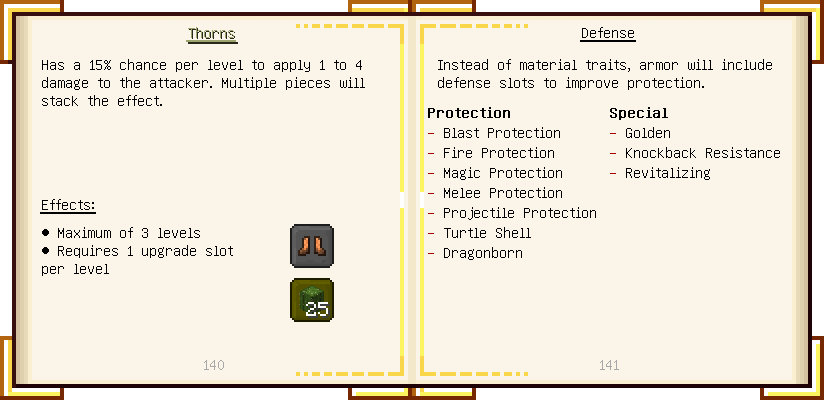 Thorns
Has a 15% chance per level to apply 1 to 4
damage to the attacker. Multiple pieces will
stack the effect.
Effects:
● Maximum of 3 levels
● Requires 1 upgrade slot
per level
25
140
Defense
Instead of material traits, armor will include
defense slots to improve protection.
Protection
- Blast Protection
- Fire Protection
- Magic Protection
- Melee Protection
- Projectile Protection
- Turtle Shell
- Dragonborn
Special
- Golden
- Knockback Resistance
- Revitalizing
141